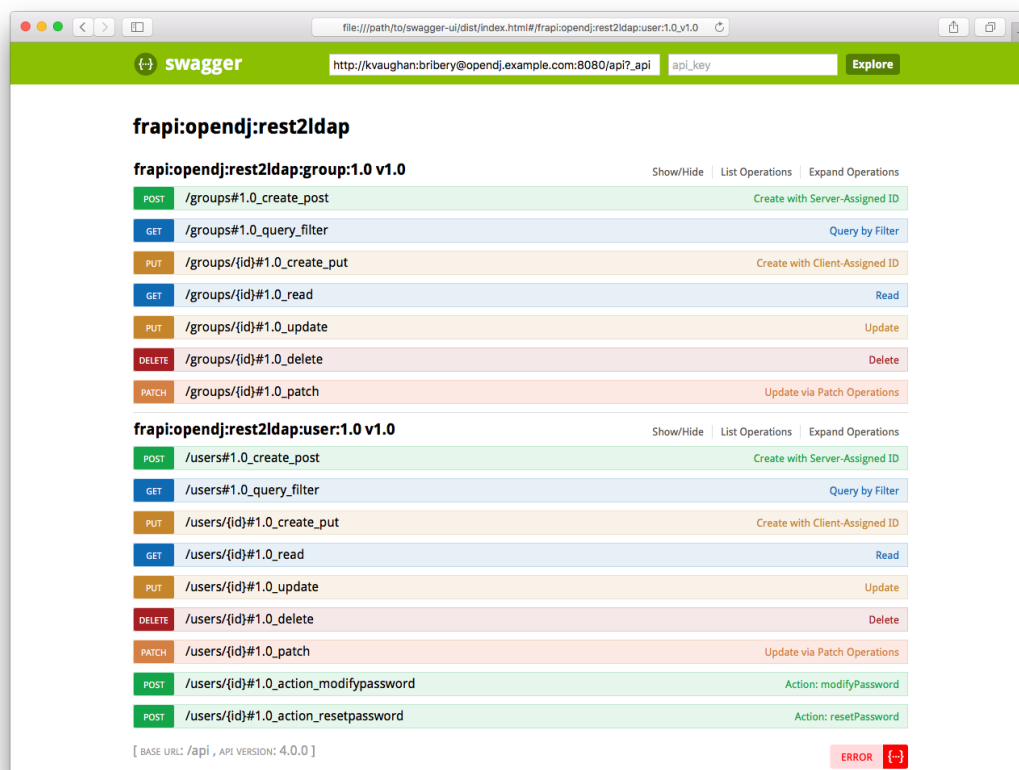 file:///path/to/swagger-ui/dist/index.html#/frapi:opendj:rest2ldap:user:1.0_v1.0
{··} swagger http://kvaughan:bribery@opendj.example.com:8080/api?_api api_key Explore
frapi:opendj:rest2ldap
frapi:opendj:rest2ldap:group:1.0 v1.0 Show/Hide List Operations Expand Operations
POST /groups#1.0_create_post Create with Server-Assigned ID
GET /groups#1.0_query_filter Query by Filter
PUT /groups/{id}#1.0_create_put Create with Client-Assigned ID
GET /groups/{id}#1.0_read Read
PUT /groups/{id}#1.0_update Update
DELETE /groups/{id}#1.0_delete Delete
PATCH /groups/{id}#1.0_patch Update via Patch Operations
frapi:opendj:rest2ldap:user:1.0 v1.0 Show/Hide List Operations Expand Operations
POST /users#1.0_create_post Create with Server-Assigned ID
GET /users#1.0_query_filter Query by Filter
PUT /users/{id}#1.0_create_put Create with Client-Assigned ID
GET /users/{id}#1.0_read Read
PUT /users/{id}#1.0_update Update
DELETE /users/{id}#1.0_delete Delete
PATCH /users/{id}#1.0_patch Update via Patch Operations
POST /users/{id}#1.0_action_modifypassword Action: modifyPassword
POST /users/{id}#1.0_action_resetpassword Action: resetPassword
[ BASE URL: /api , API VERSION: 4.0.0 ] ERROR {···}